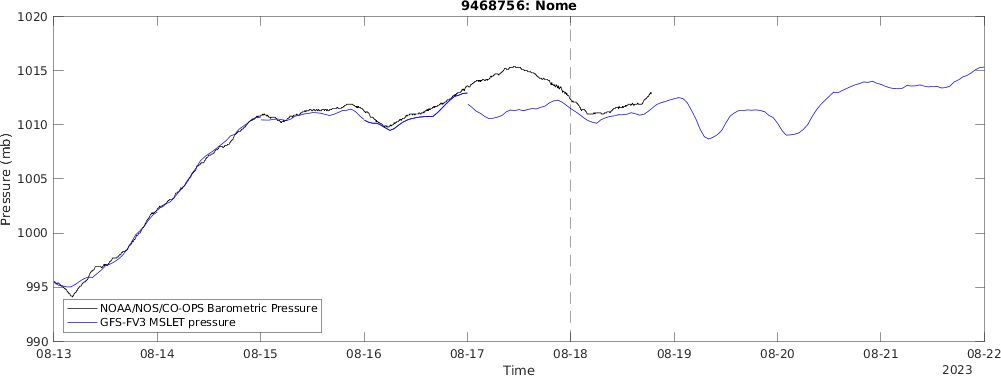 9468756: Nome
Pressure (mb)
1020
1015
1010
1005
1000
995
990
NOAA/NOS/CO-OPS Barometric Pressure
GFS-FV3 MSLET pressure
08-13 08-14 08-15 08-16 08-17 08-18 08-19 08-20 08-21 08-22
Time
2023